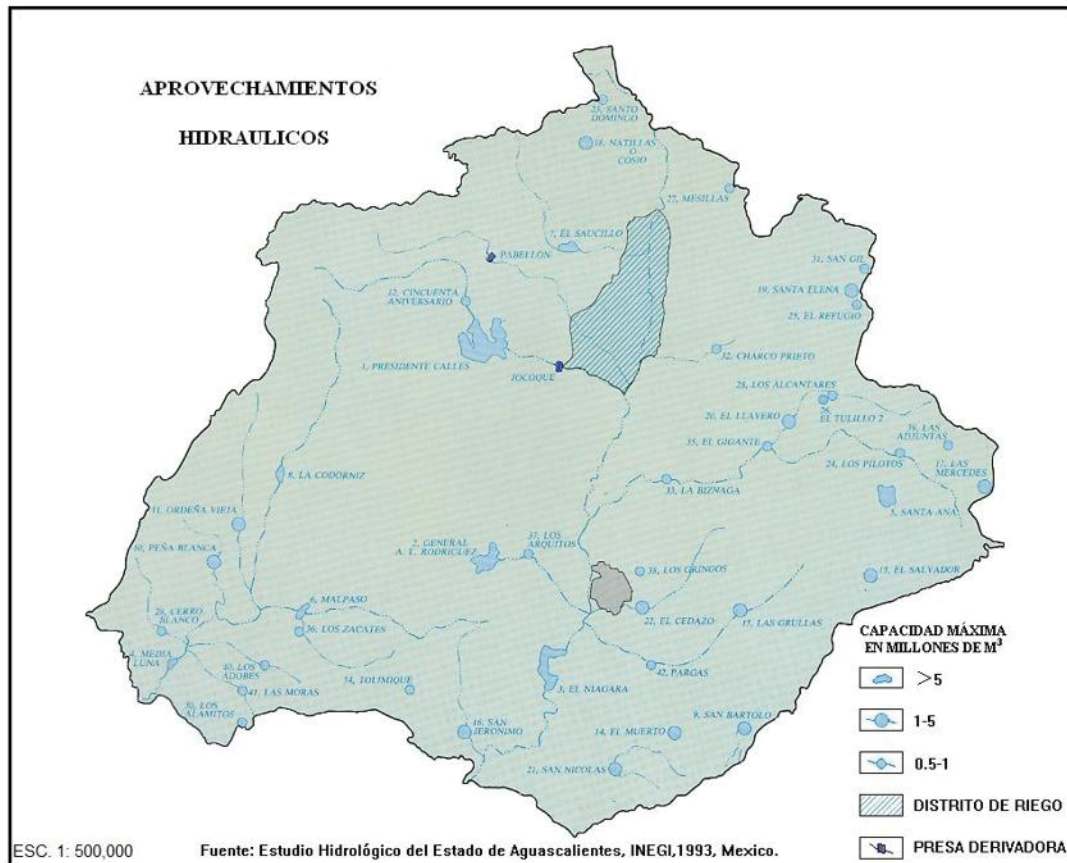 APROVECHAMIENTOS
HIDRAULICOS
23, SANTO
DOMINGO
18, NATILLAS
O
COSIO
27, MESILLAS
7, EL SAUCILLO
PABELLON
31, SAN GIL
12, CINCUENTA
ANIVERSARIO
19, SANTA ELENA
25, EL REFUGIO
32, CHARCO PRIETO
1, PRESIDENTE CALLES
JOCOQUE
28, LOS ALCANTARES
26,
EL TULILLO 2
20, EL LLAVERO
39, LAS
ADJUNTAS
35, EL GIGANTE
24, LOS PILOTOS
17, LAS
MERCEDES
8, LA CODORNIZ
33, LA BIZNAGA
5, SANTA ANA
11, ORDEÑA VIEJA
37, LOS
ARQUITOS
2, GENERAL
A. L. RODRIGUEZ
PEÑA BLANCA
38, LOS GRINGOS
15, EL SALVADOR
6, MALPASO
29, CERRO
BLANCO
36, LOS ZACATES
22, EL CEDAZO
LAS GRULLAS
4, MEDIA
LUNA
40, LOS
ADOBES
42, PARGAS
41, LAS MORAS
34, TOLIMIQUE
3, EL NIAGARA
30, LOS
ALAMITOS
16, SAN
JERONIMO
14, EL MUERTO
9, SAN BARTOLO
21, SAN NICOLAS
CAPACIDAD MÁXIMA
EN MILLONES DE M3
>5
1-5
0.5-1
DISTRITO DE RIEGO
PRESA DERIVADORA
ESC. 1: 500,000
Fuente: Estudio Hidrológico del Estado de Aguascalientes, INEGI,1993, Mexico.